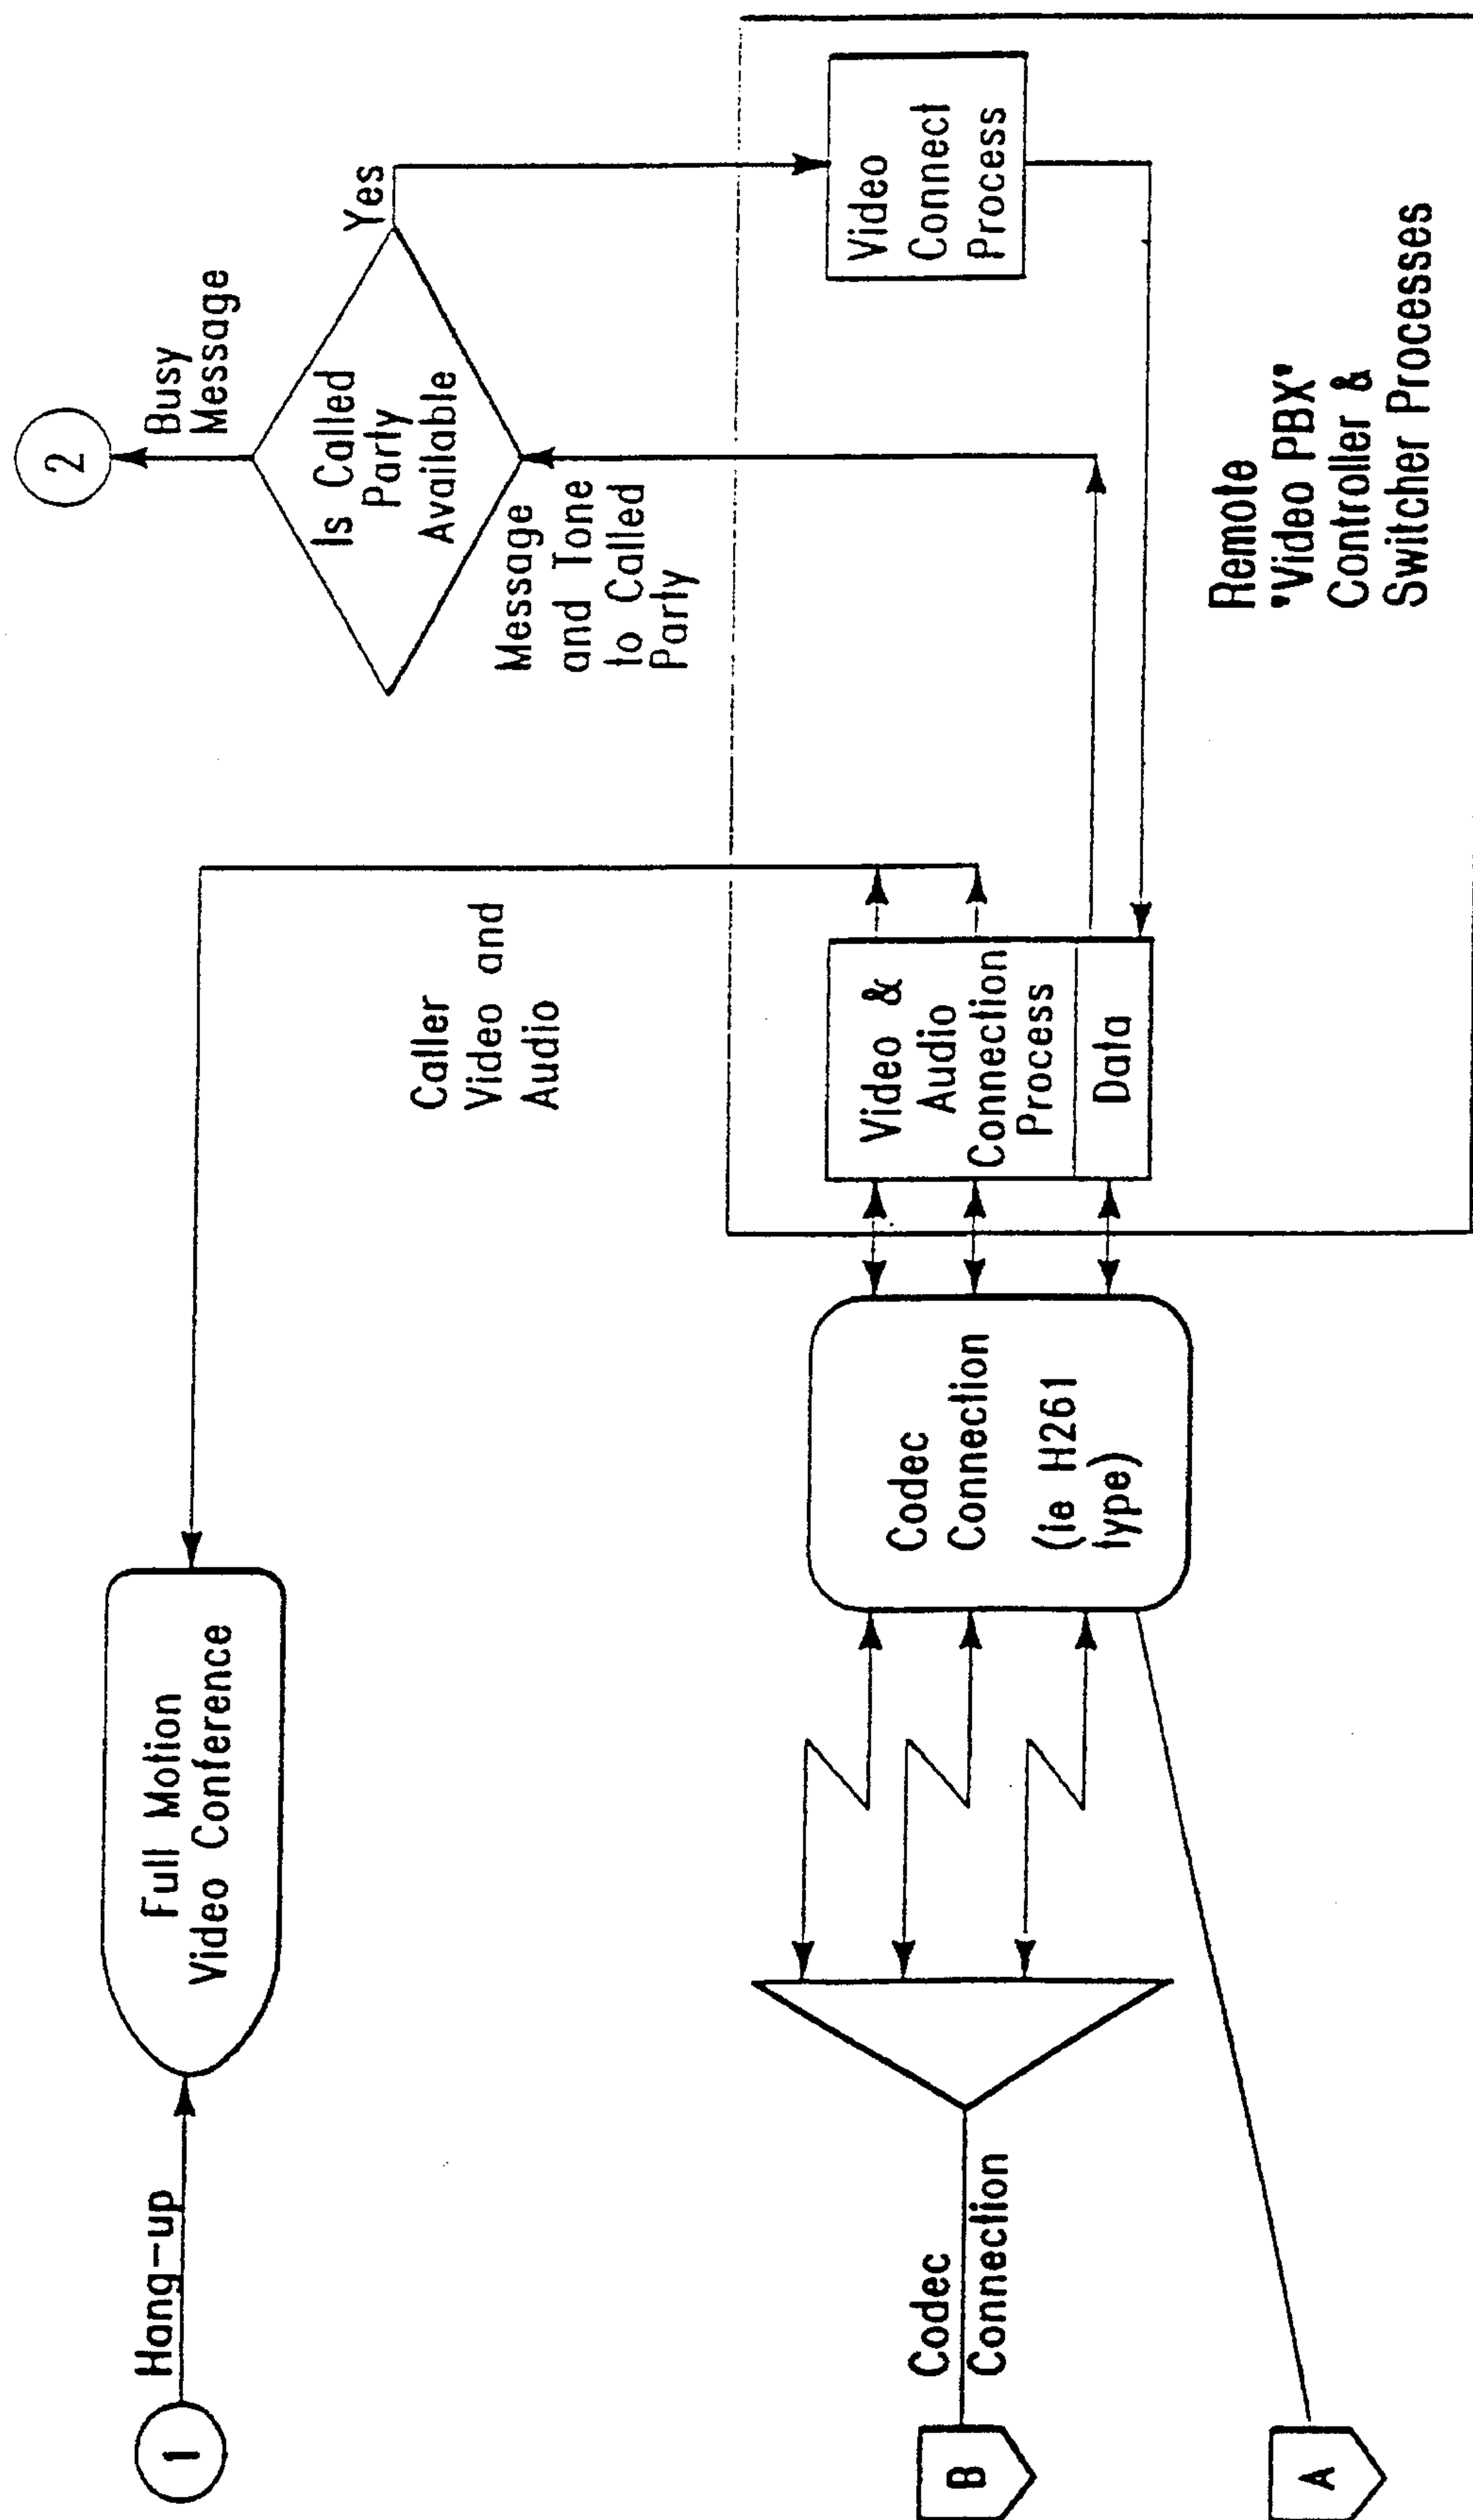 1
Hang-up
Full Motion
Video Conference
Caller
Video and
Audio
2
Busy
Message
Is Called
Party
Available
Yes
Message
and Tone
to Called
Party
B
Codec
Connection
A
Codec
Connection
(ie H261
type)
Video &
Audio
Connection
Process
Data
Video
Connect
Process
Remote
"Video PBX"
Controller &
Switcher Processes